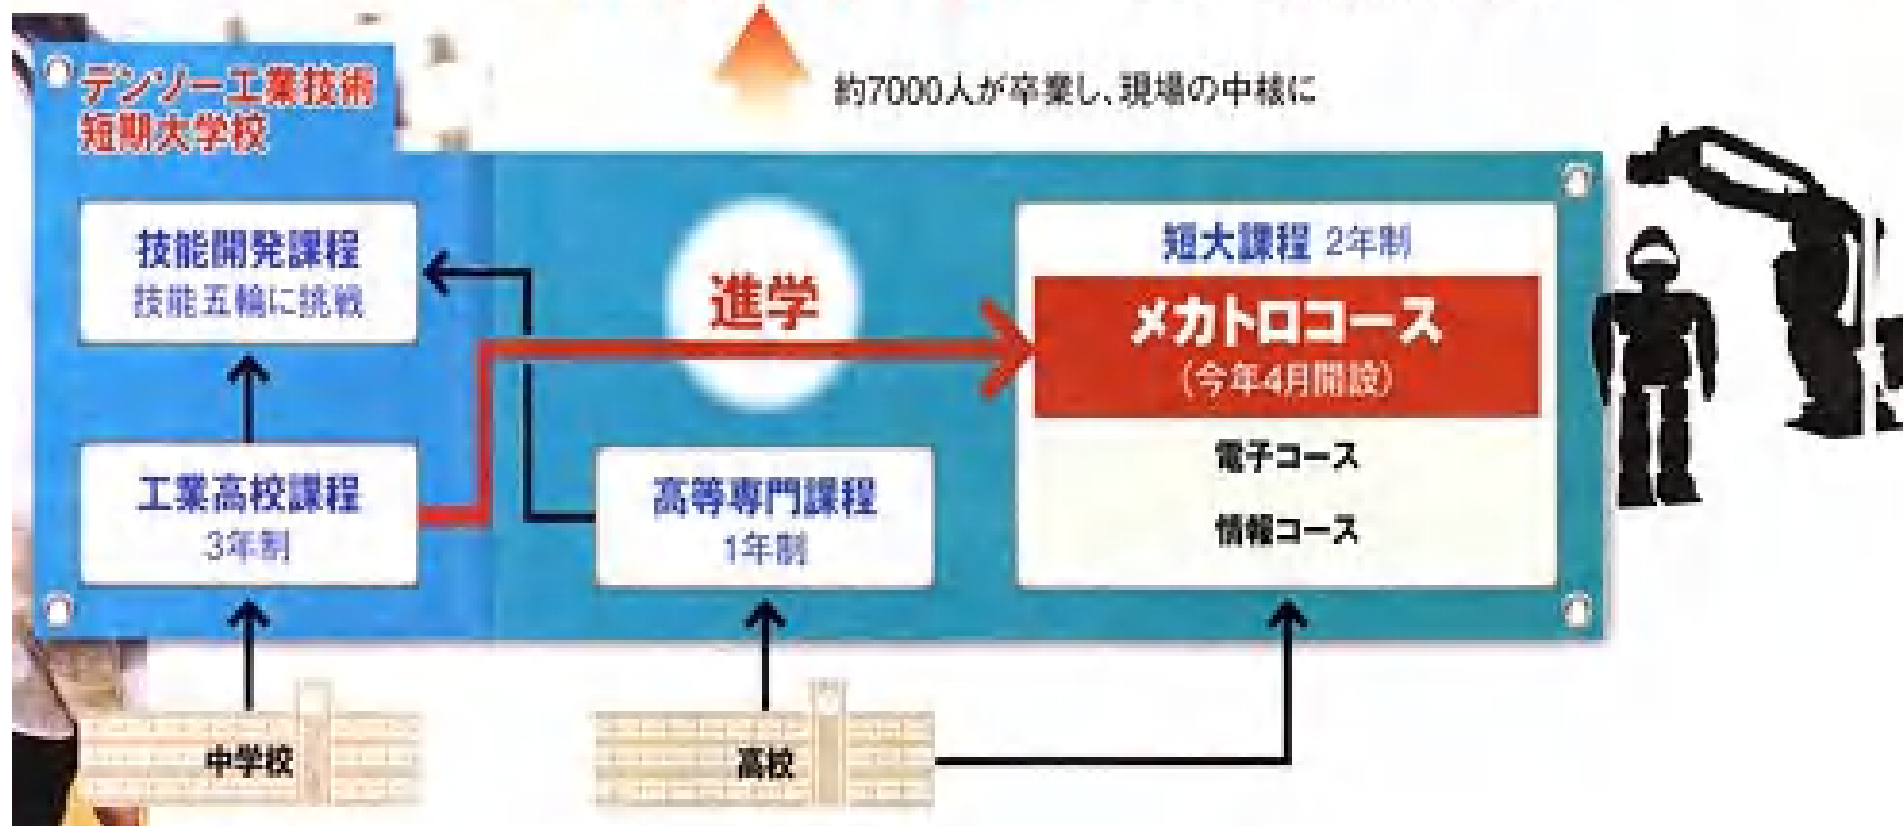 約7000人が卒業し、現場の中核に
デンソー工業技術
短期大学校
技能開発課程
技能五輪に挑戦
進学
短大課程 2年制
メカトロコース
（今年4月開設）
電子コース
情報コース
工業高校課程
3年制
高等専門課程
1年制
中学校
高校